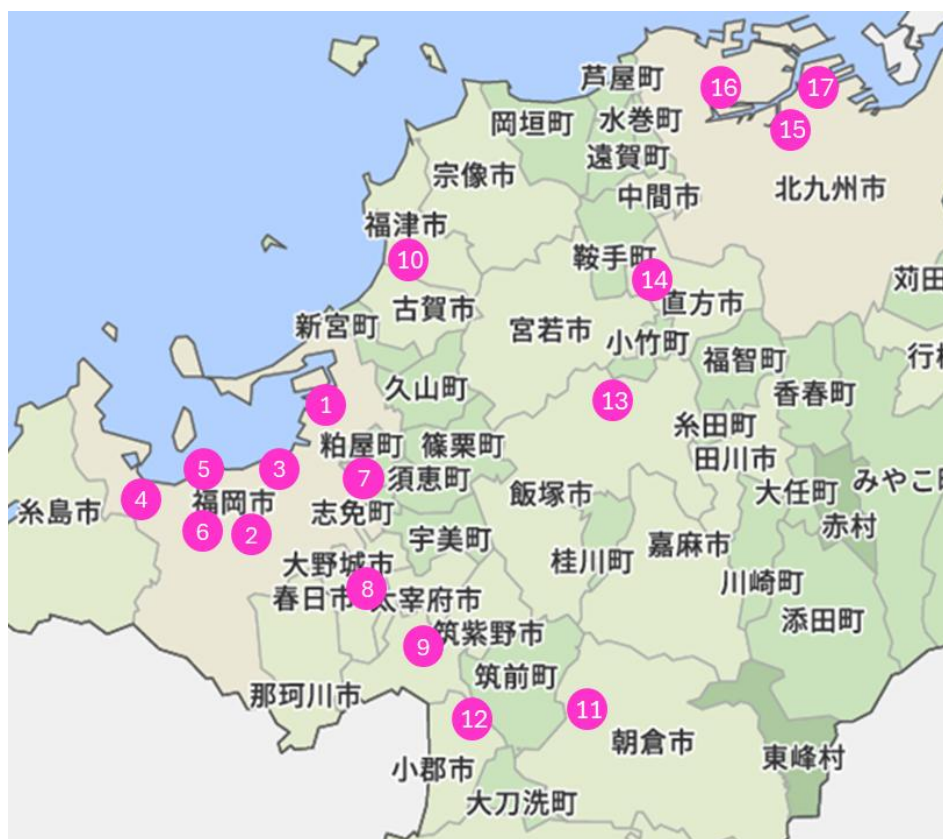 芦屋町
16
17
岡垣町
水巻町
15
遠賀町
宗像市
中間市
北九州市
福津市
10
鞍手町
14
苅田
古賀市
直方市
新宮町
宮若市
小竹町
福智町
行橋
久山町
香春町
1
13
粕屋町
篠栗町
糸田町
3
5
7
須恵町
田川市
4
福岡市
飯塚市
大任町
みやこ
糸島市
志免町
6
2
宇美町
赤村
大野城市
桂川町
嘉麻市
春日市
8
太宰府市
川崎町
添田町
9
筑紫野市
筑前町
那珂川市
12
11
朝倉市
東峰村
小郡市
大刀洗町